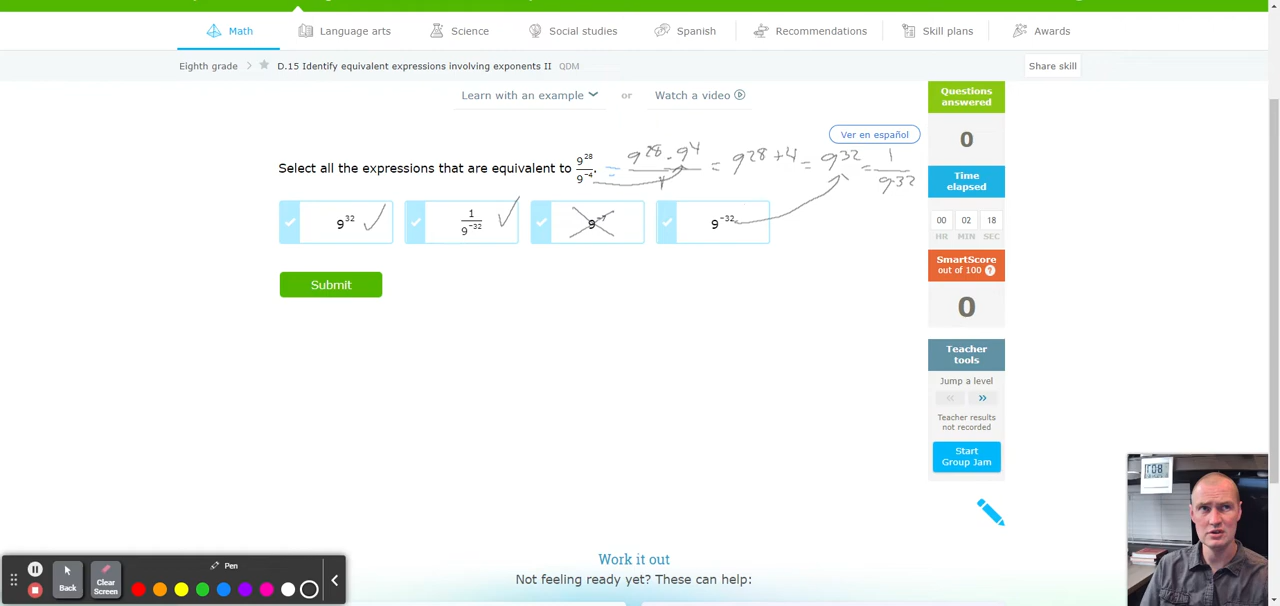 Math Language arts Science Social studies Spanish Recommendations Skill plans Awards
Eighth grade > D.15 Identify equivalent expressions involving exponents II QDM Share skill
Learn with an example or Watch a video
Ver en español
Select all the expressions that are equivalent to 9^28/9^-4. = 9^28 · 9^4/1 = 9^28+4 = 9^32 = 1/9^-32
9^32 ✓
1/9^-32 ✓
9^-7
9^-32
Submit
Questions answered
0
Time elapsed
00 02 18
HR MIN SEC
SmartScore
out of 100 ?
0
Teacher tools
Jump a level
<< >>
Teacher results not recorded
Start Group Jam
Work it out
Not feeling ready yet? These can help:
Pen
Back
Clear Screen